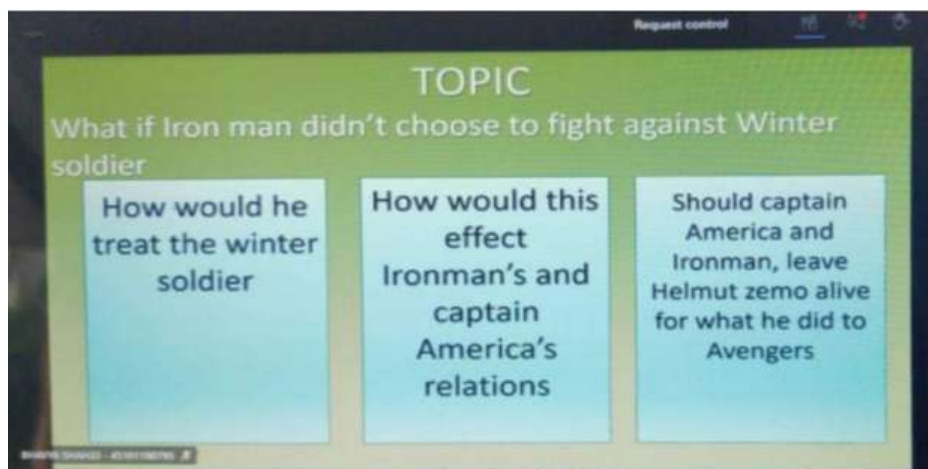 Request control
TOPIC
What if Iron man didn't choose to fight against Winter
soldier
How would he
treat the winter
soldier
How would this
effect
Ironman's and
captain
America's
relations
Should captain
America and
Ironman, leave
Helmut zemo alive
for what he did to
Avengers